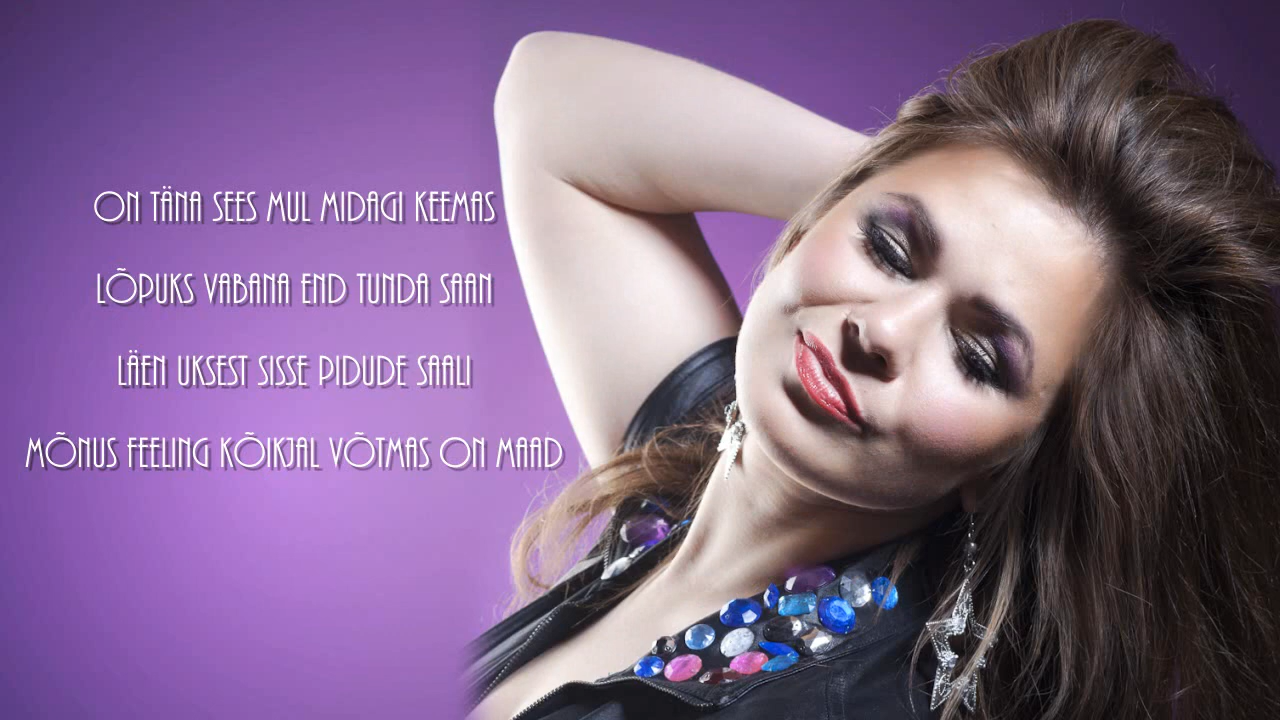 ON TÄNA SEES MUL MIDAGI KEEMAS
LÕPUKS VABANA END TUNDA SAAN
LÄEN UKSEST SISSE PIDUDE SAALI
MÕNUS FEELING KÕIKJAL VÕTMAS ON MAAD